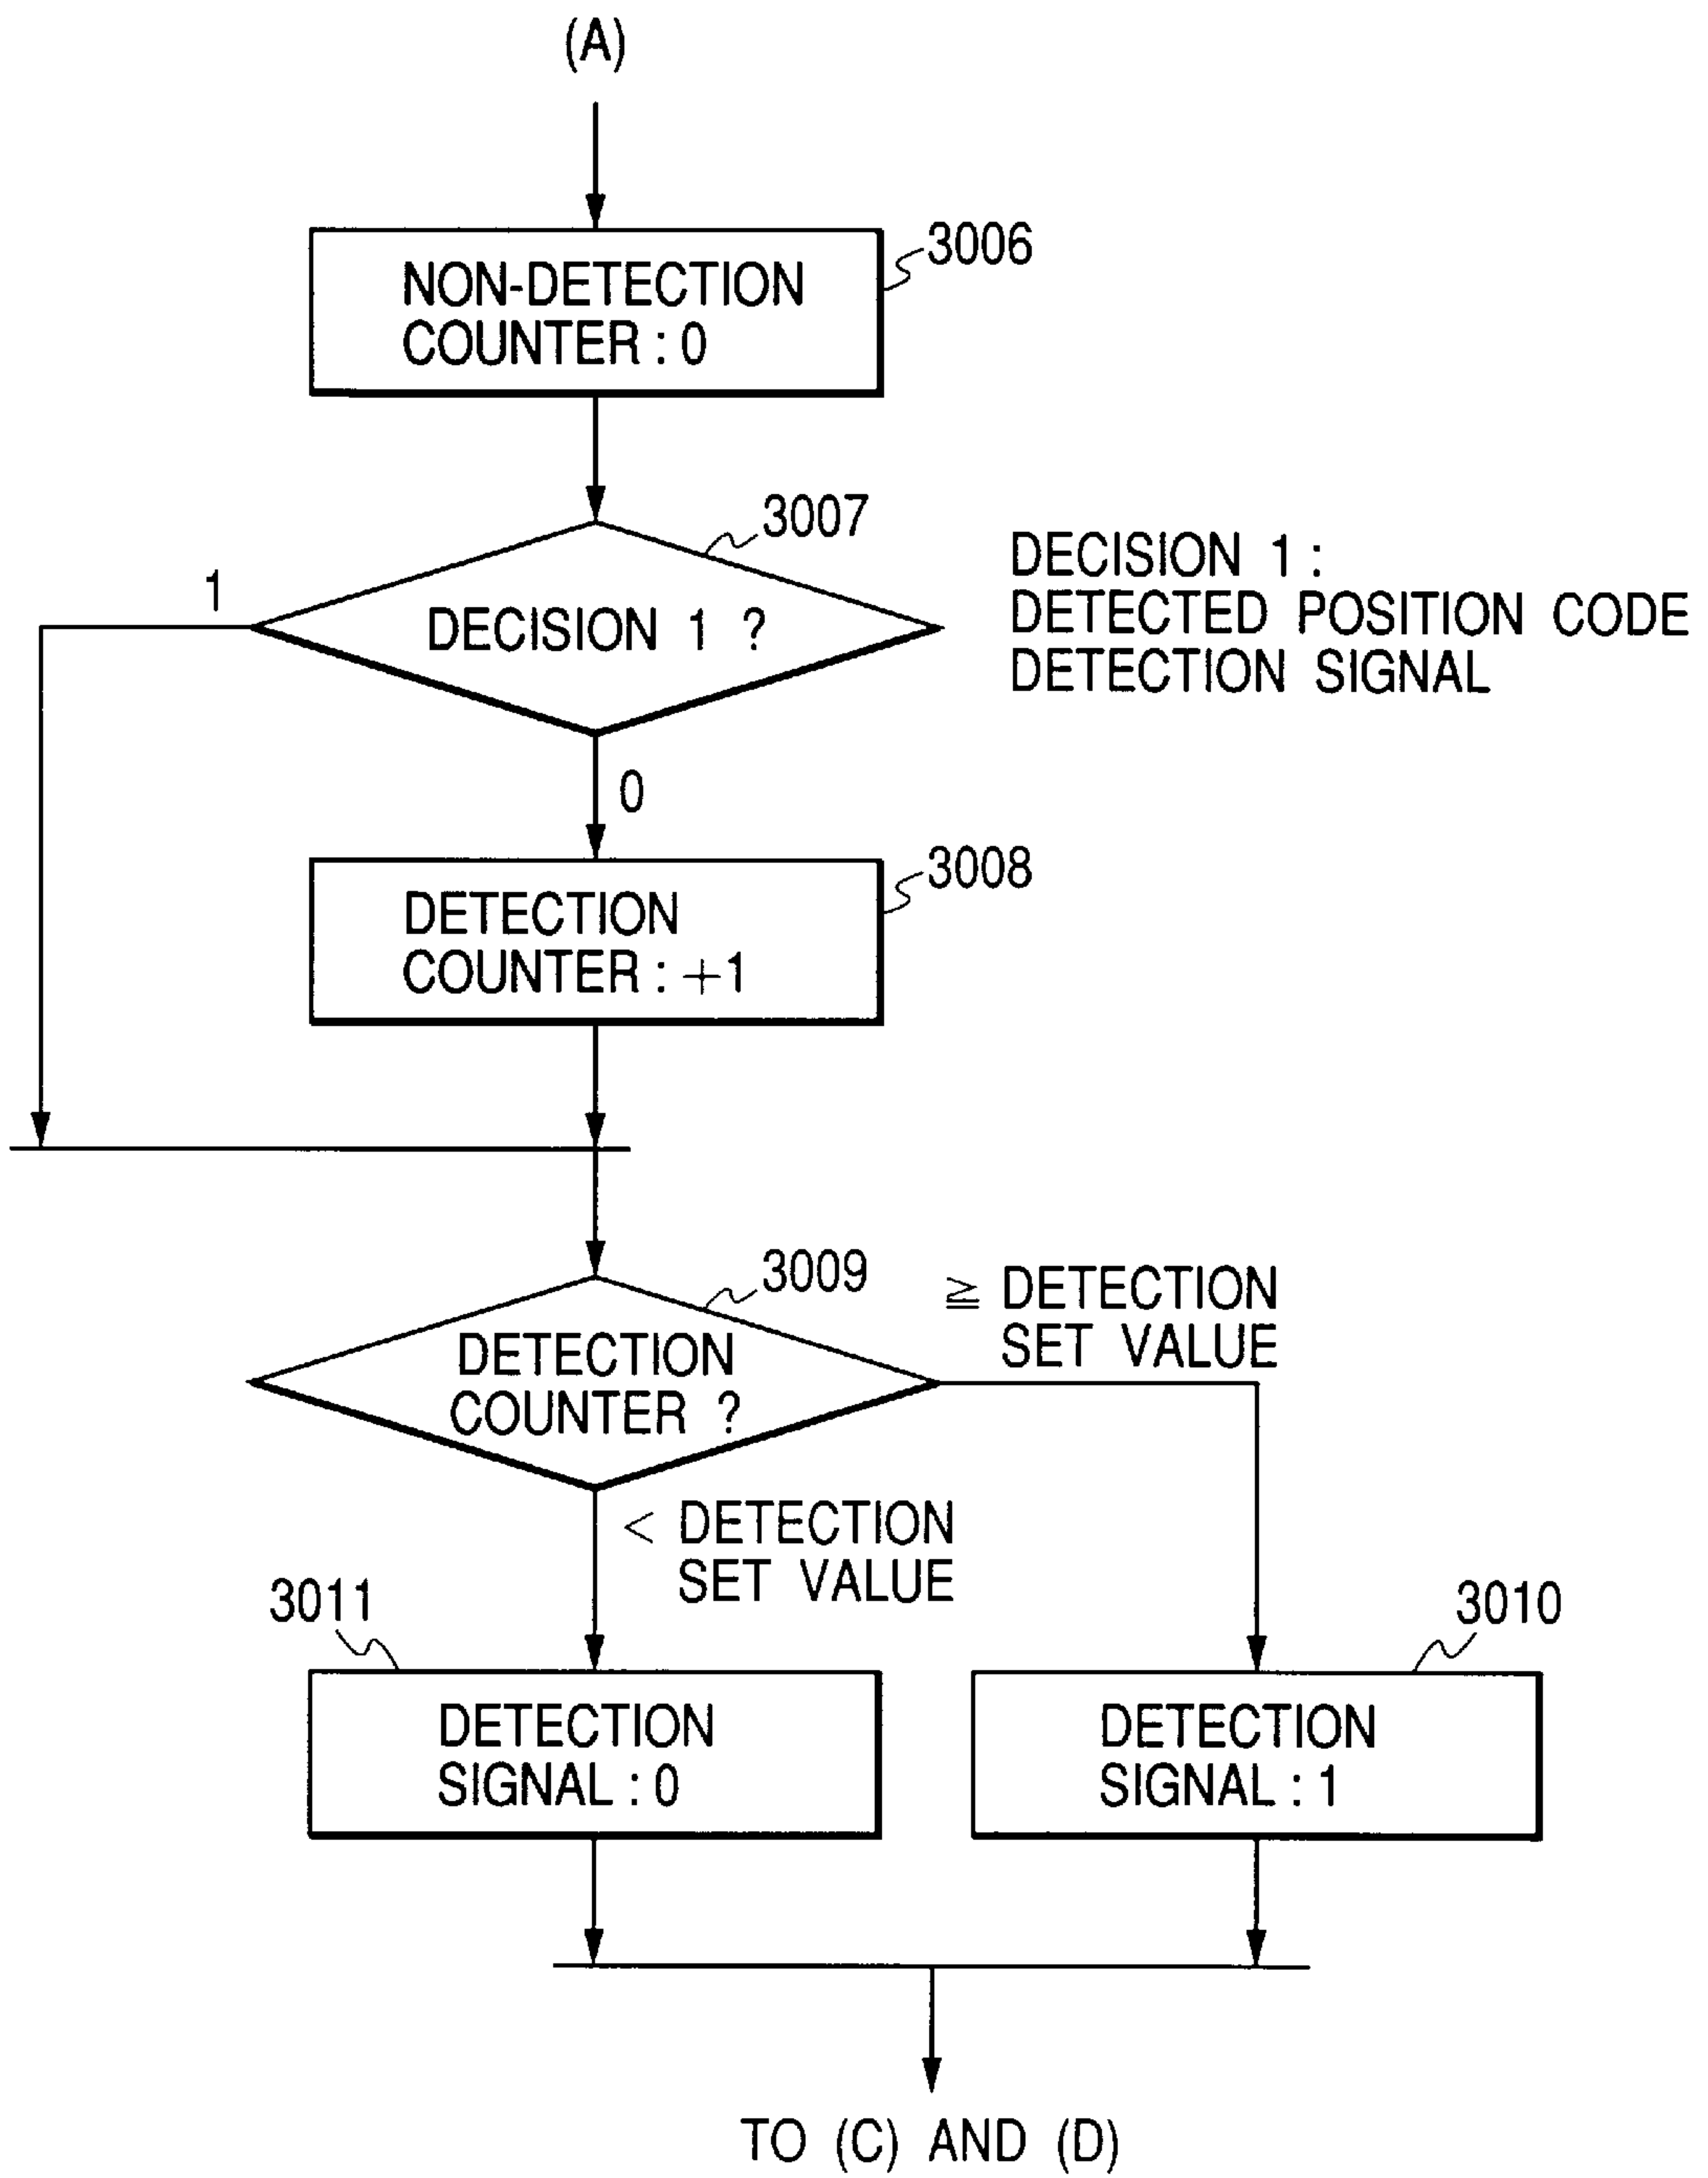 (A)
3006
NON-DETECTION
COUNTER : 0
3007
DECISION 1 :
DETECTED POSITION CODE
DETECTION SIGNAL
1
DECISION 1 ?
0
3008
DETECTION
COUNTER : +1
3009
≧ DETECTION
SET VALUE
DETECTION
COUNTER ?
< DETECTION
SET VALUE
3011
3010
DETECTION
SIGNAL : 0
DETECTION
SIGNAL : 1
TO (C) AND (D)